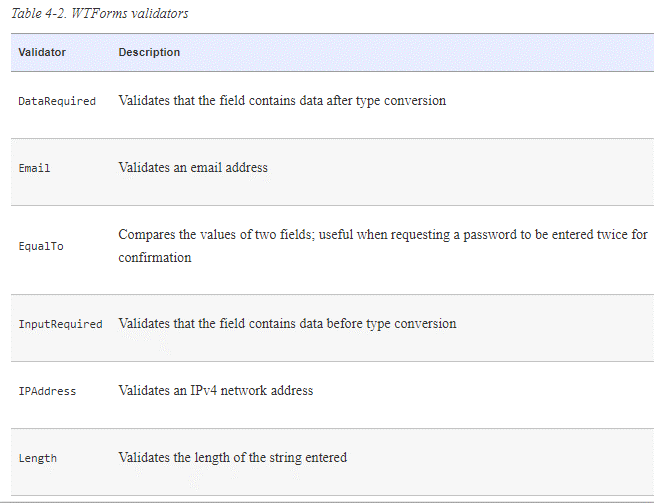 Table 4-2. WTForms validators
Validator Description
DataRequired Validates that the field contains data after type conversion
Email Validates an email address
EqualTo Compares the values of two fields; useful when requesting a password to be entered twice for
confirmation
InputRequired Validates that the field contains data before type conversion
IPAddress Validates an IPv4 network address
Length Validates the length of the string entered